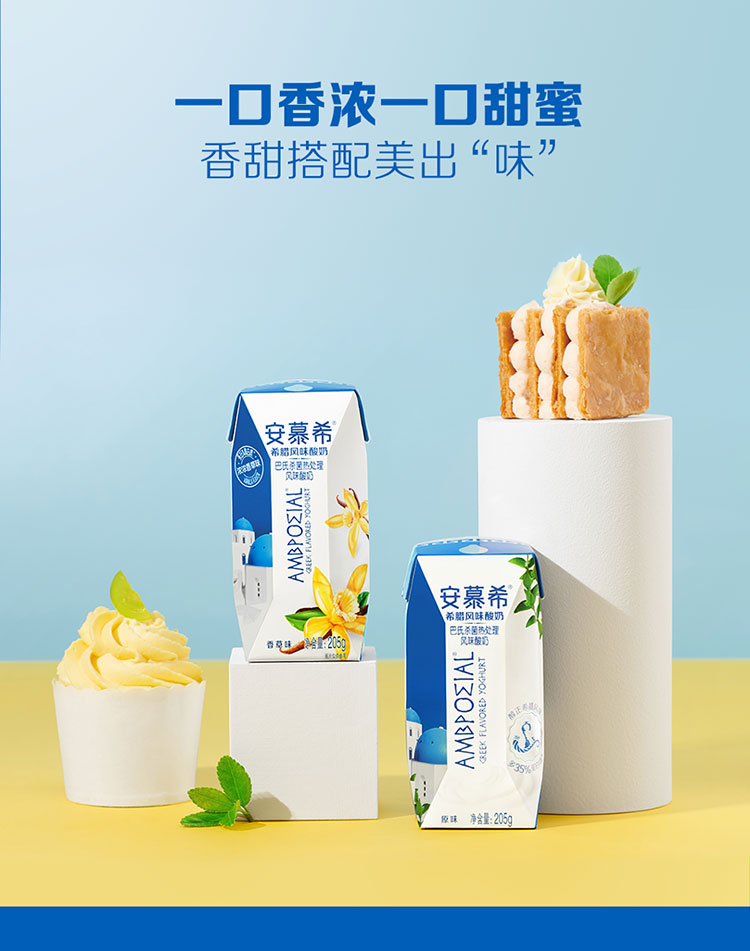 一口香浓一口甜蜜
香甜搭配美出“味”
安慕希®
希腊风味酸奶
巴氏杀菌热处理
风味酸奶
AMBPOΣIAL®
GREEK FLAVORED YOGHURT
香草味
净含量:205g
安慕希®
希腊风味酸奶
巴氏杀菌热处理
风味酸奶
AMBPOΣIAL®
GREEK FLAVORED YOGHURT
35%
原味
净含量:205g